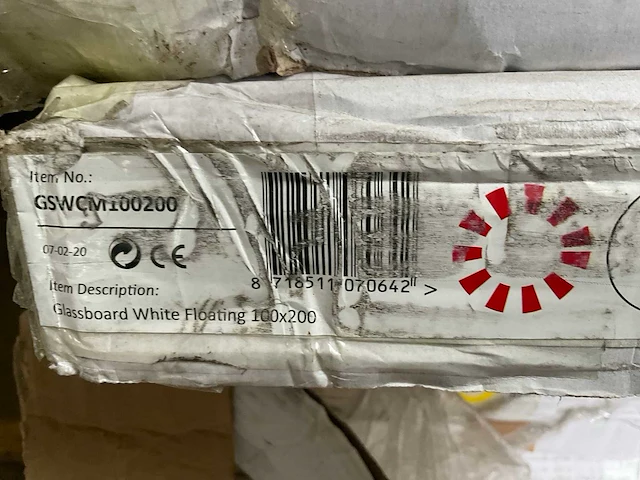 Item No.:
GSWCM100200
07-02-20 CE
Item Description:
Glassboard White Floating 100x200
8 718511 070642 >